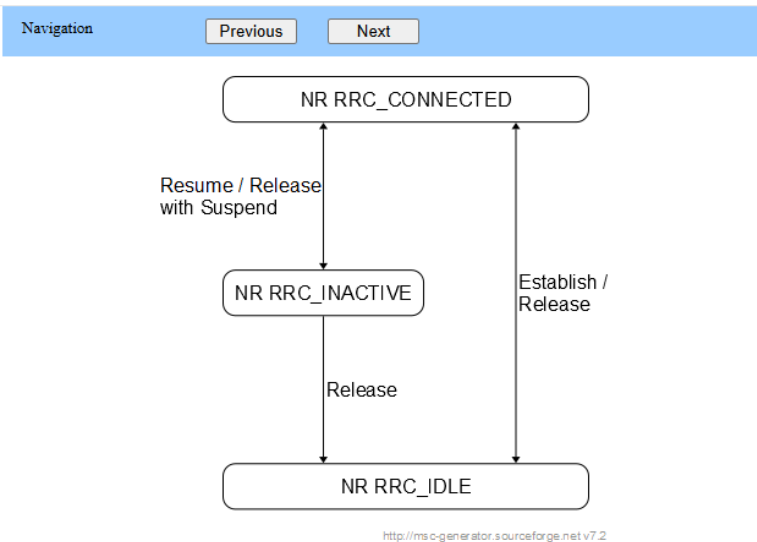 Navigation
Previous
Next
NR RRC_CONNECTED
Resume / Release
with Suspend
NR RRC_INACTIVE
Establish /
Release
Release
NR RRC_IDLE
http://msc-generator.sourceforge.net v7.2